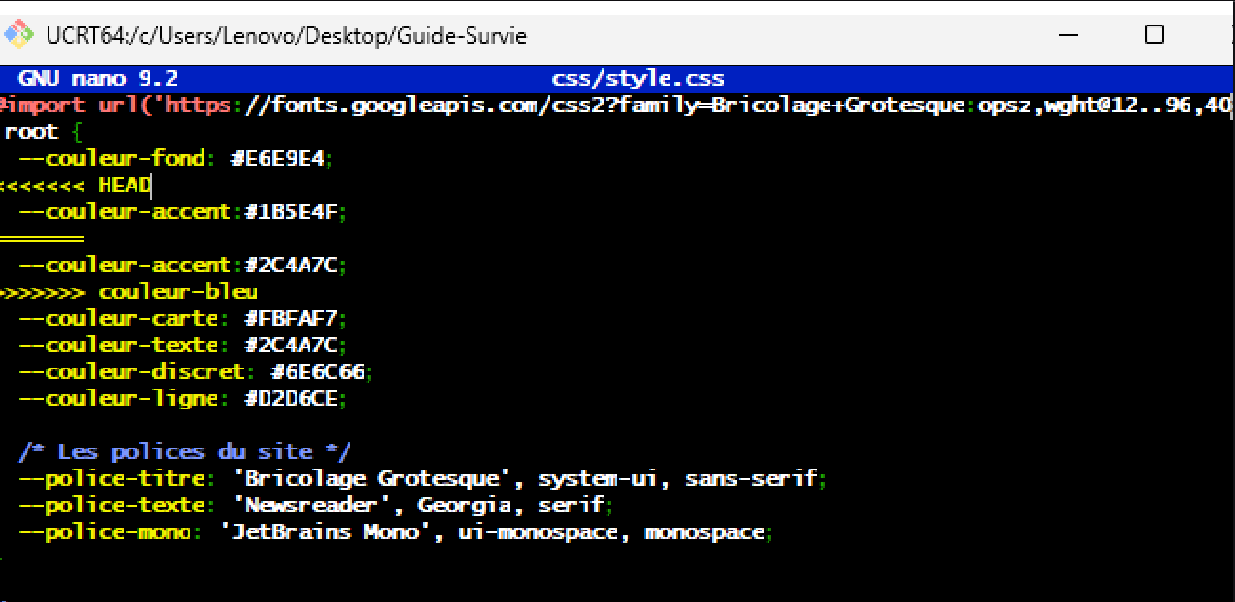 UCRT64:/c/Users/Lenovo/Desktop/Guide-Survie
GNU nano 9.2 css/style.css
@import url('https://fonts.googleapis.com/css2?family=Bricolage+Grotesque:opsz,wght@12..96,40
root {
--couleur-fond: #E6E9E4;
<<<<<<< HEAD
--couleur-accent:#1B5E4F;
=======
--couleur-accent:#2C4A7C;
>>>>>>> couleur-bleu
--couleur-carte: #FBFAF7;
--couleur-texte: #2C4A7C;
--couleur-discret: #6E6C66;
--couleur-ligne: #D2D6CE;
/* Les polices du site */
--police-titre: 'Bricolage Grotesque', system-ui, sans-serif;
--police-texte: 'Newsreader', Georgia, serif;
--police-mono: 'JetBrains Mono', ui-monospace, monospace;